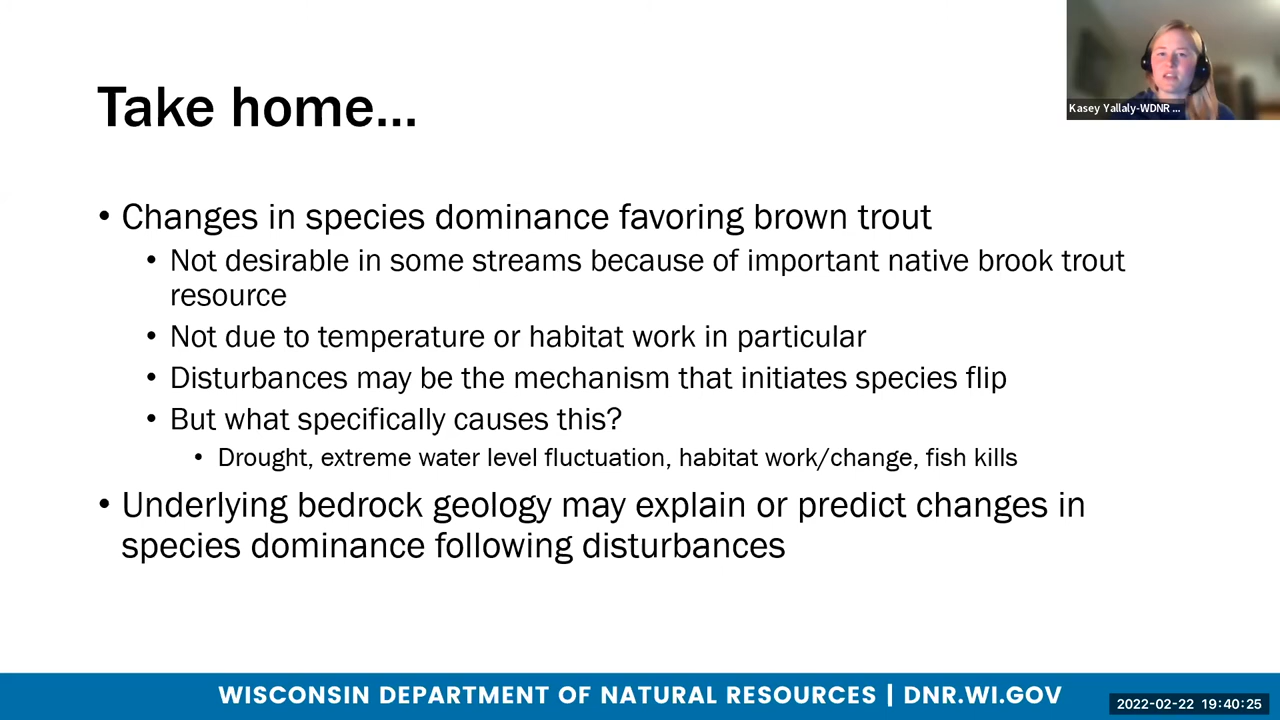 Take home...
Kasey Yallaly-WDNR ...
• Changes in species dominance favoring brown trout
• Not desirable in some streams because of important native brook trout
resource
• Not due to temperature or habitat work in particular
• Disturbances may be the mechanism that initiates species flip
• But what specifically causes this?
• Drought, extreme water level fluctuation, habitat work/change, fish kills
• Underlying bedrock geology may explain or predict changes in
species dominance following disturbances
WISCONSIN DEPARTMENT OF NATURAL RESOURCES | DNR.WI.GOV
2022-02-22 19:40:25